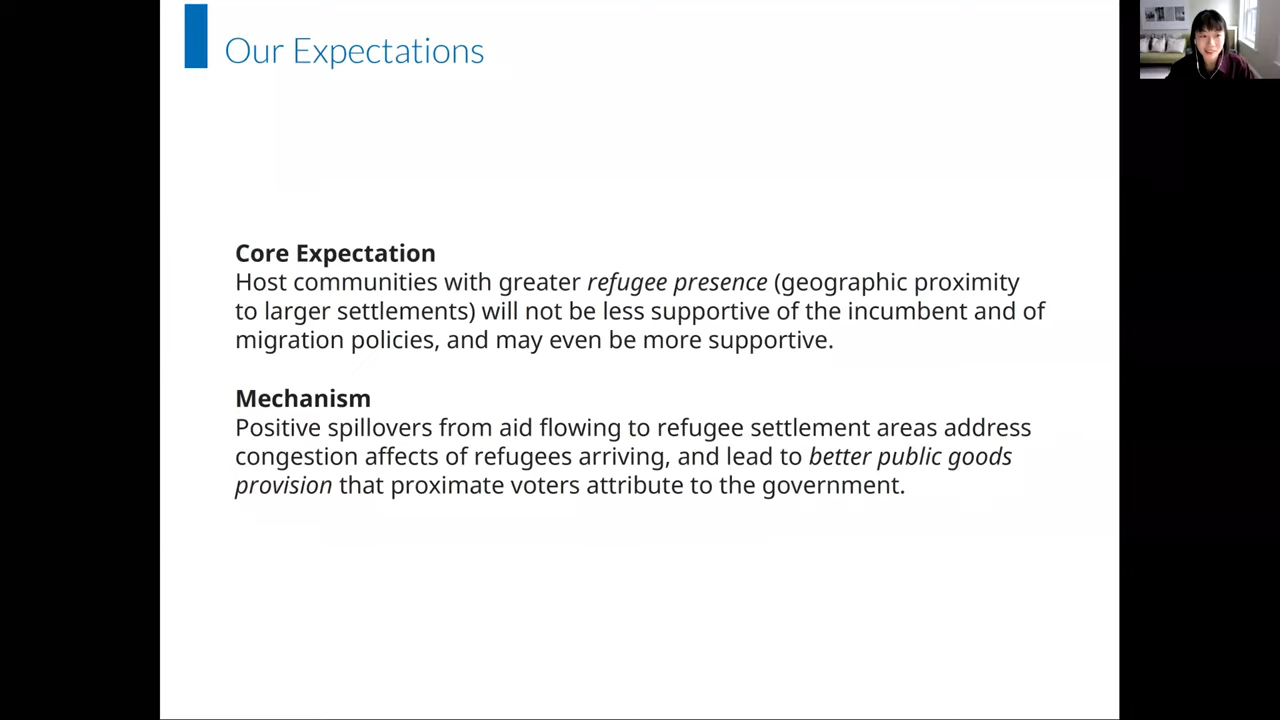 Our Expectations
Core Expectation
Host communities with greater refugee presence (geographic proximity
to larger settlements) will not be less supportive of the incumbent and of
migration policies, and may even be more supportive.
Mechanism
Positive spillovers from aid flowing to refugee settlement areas address
congestion affects of refugees arriving, and lead to better public goods
provision that proximate voters attribute to the government.